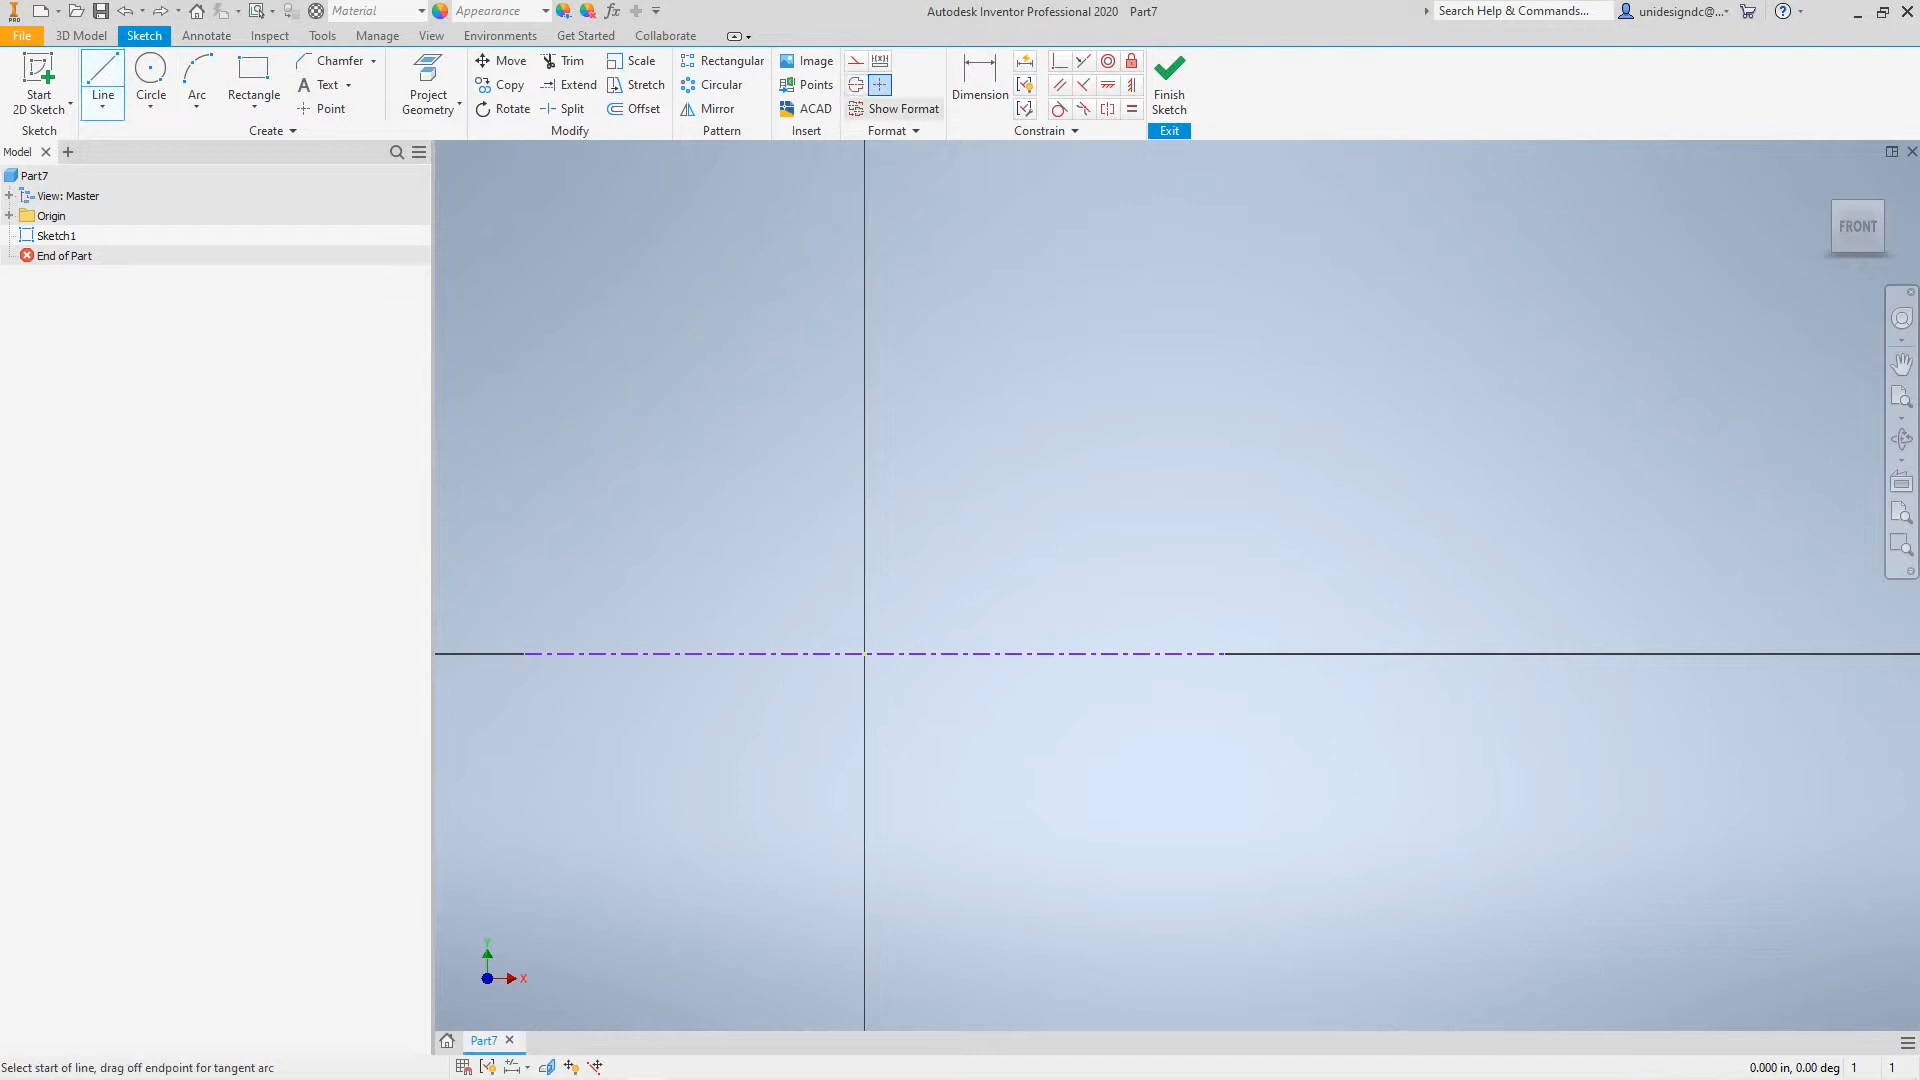 Material
Appearance
Autodesk Inventor Professional 2020 Part7
Search Help & Commands...
unidesigndc@...
File
3D Model
Sketch
Annotate
Inspect
Tools
Manage
View
Environments
Get Started
Collaborate
Start
2D Sketch
Line
Circle
Arc
Rectangle
Chamfer
Text
Point
Project
Geometry
Move
Copy
Rotate
Trim
Extend
Split
Scale
Stretch
Offset
Rectangular
Circular
Mirror
Image
Points
ACAD
Show Format
Dimension
Finish
Sketch
Sketch
Create
Modify
Pattern
Insert
Format
Constrain
Exit
Model
Part7
View: Master
Origin
Sketch1
End of Part
FRONT
Y
X
Part7
Select start of line, drag off endpoint for tangent arc
0.000 in, 0.00 deg 1 1